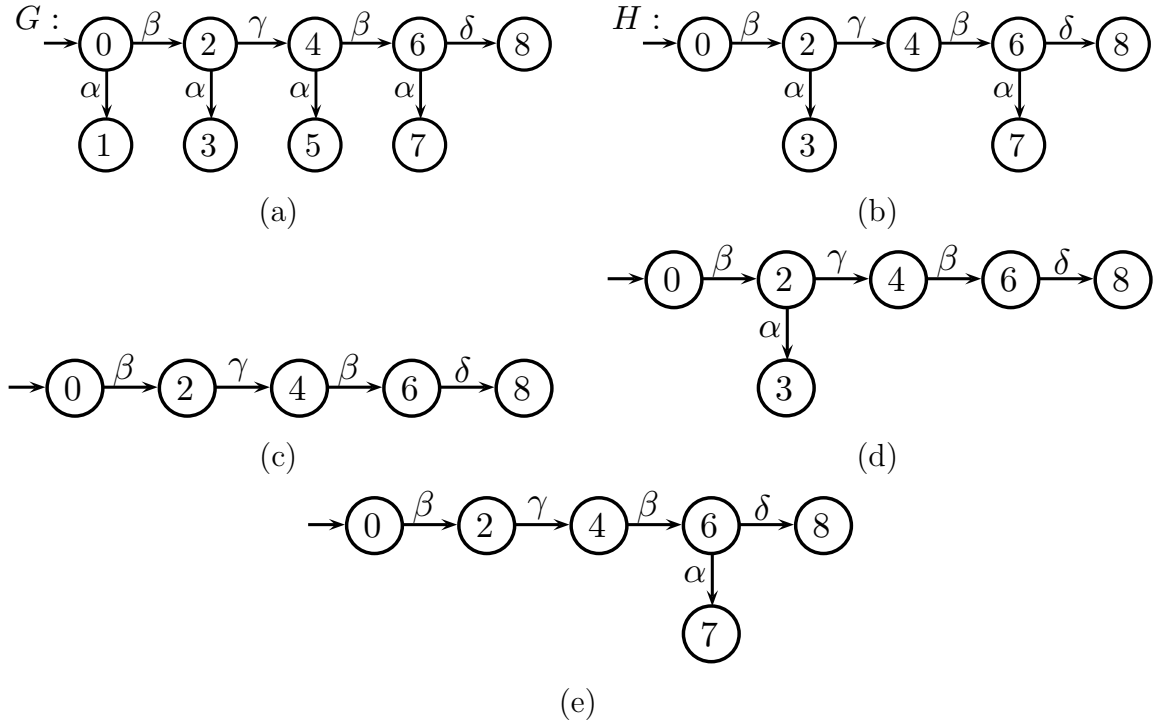 G : 0 β 2 γ 4 β 6 δ 8
α α α α
1 3 5 7
(a)
H : 0 β 2 γ 4 β 6 δ 8
α α
3 7
(b)
0 β 2 γ 4 β 6 δ 8
(c)
0 β 2 γ 4 β 6 δ 8
α
3
(d)
0 β 2 γ 4 β 6 δ 8
α
7
(e)